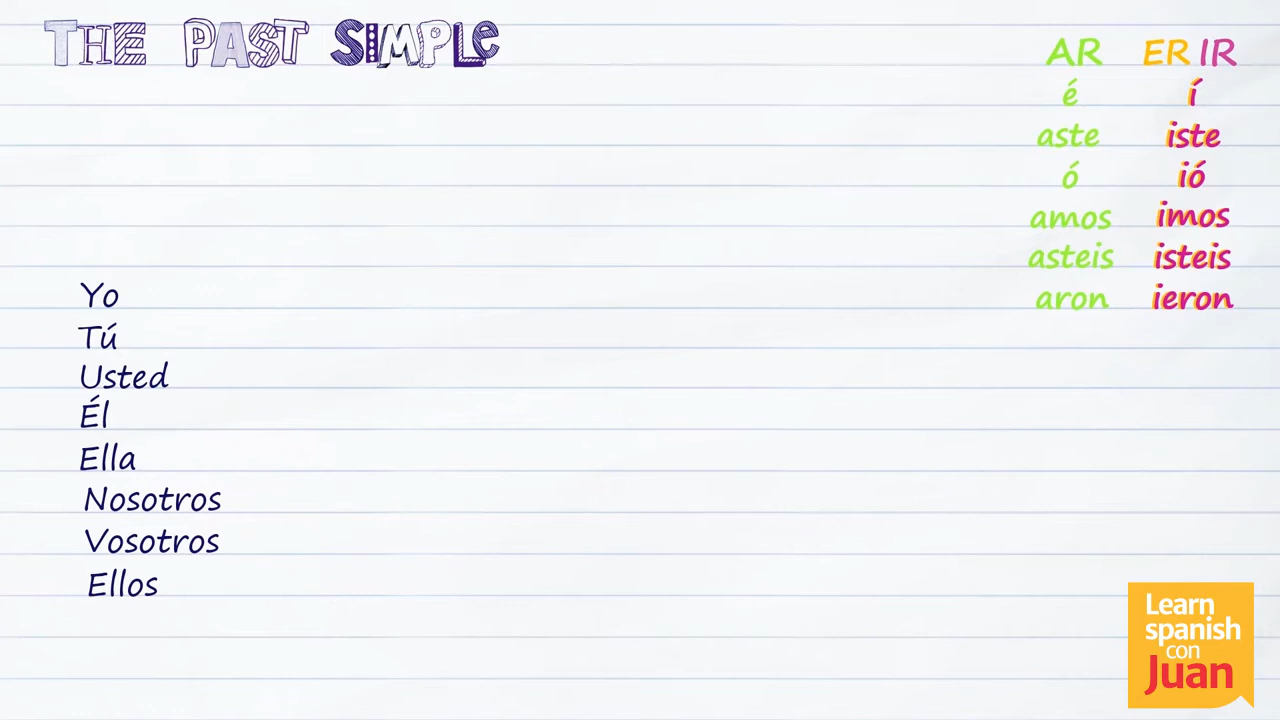 THE PAST SIMPLE
AR ER IR
é í
aste iste
ó ió
amos imos
asteis isteis
aron ieron
Yo
Tú
Usted
Él
Ella
Nosotros
Vosotros
Ellos
Learn
spanish
con
Juan